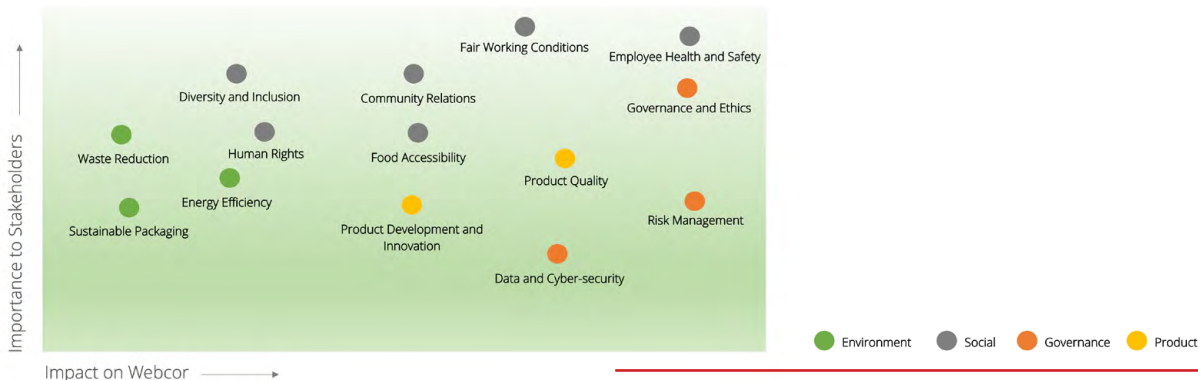 Importance to Stakeholders
Fair Working Conditions
Employee Health and Safety
Diversity and Inclusion
Community Relations
Governance and Ethics
Waste Reduction
Human Rights
Food Accessibility
Product Quality
Energy Efficiency
Sustainable Packaging
Product Development and
Innovation
Risk Management
Data and Cyber-security
Environment
Social
Governance
Product
Impact on Webcor